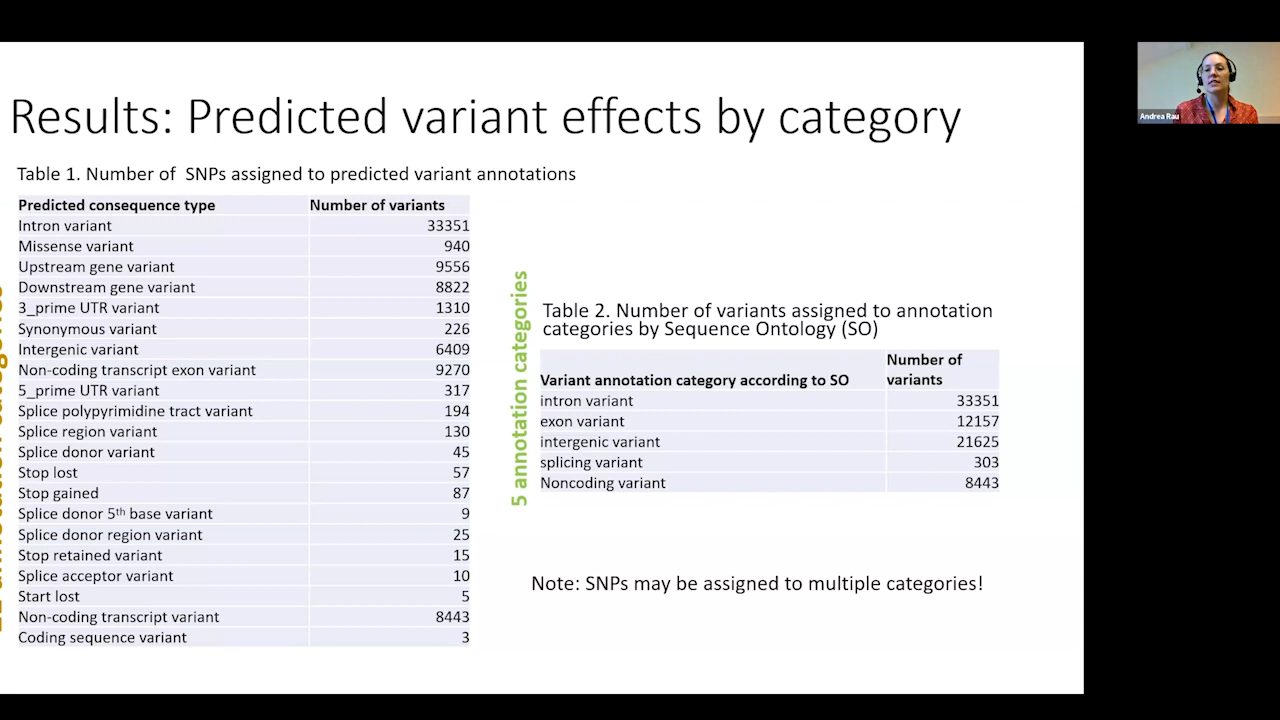 Results: Predicted variant effects by category
Table 1. Number of SNPs assigned to predicted variant annotations
Predicted consequence type Number of variants
Intron variant 33351
Missense variant 940
Upstream gene variant 9556
Downstream gene variant 8822
3_prime UTR variant 1310
Synonymous variant 226
Intergenic variant 6409
Non-coding transcript exon variant 9270
5_prime UTR variant 317
Splice polypyrimidine tract variant 194
Splice region variant 130
Splice donor variant 45
Stop lost 57
Stop gained 87
Splice donor 5th base variant 9
Splice donor region variant 25
Stop retained variant 15
Splice acceptor variant 10
Start lost 5
Non-coding transcript variant 8443
Coding sequence variant 3
5 annotation categories
Table 2. Number of variants assigned to annotation
categories by Sequence Ontology (SO)
Variant annotation category according to SO Number of
variants
intron variant 33351
exon variant 12157
intergenic variant 21625
splicing variant 303
Noncoding variant 8443
Note: SNPs may be assigned to multiple categories!
Andrea Rau